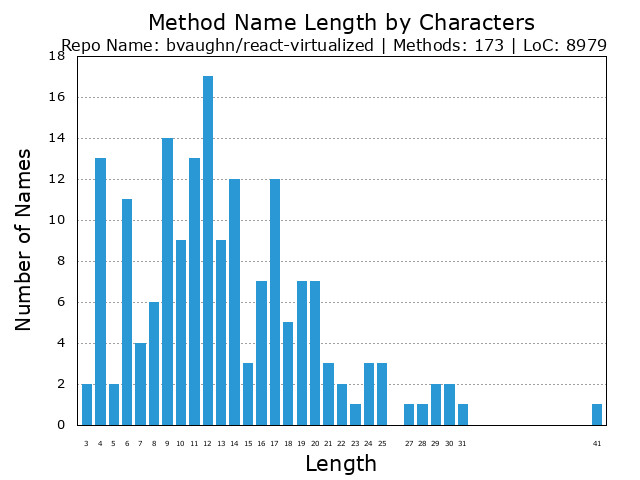 Method Name Length by Characters
Repo Name: bvaughn/react-virtualized | Methods: 173 | LoC: 8979
18
16
14
12
10
8
6
4
2
0
Number of Names
3 4 5 6 7 8 9 10 11 12 13 14 15 16 17 18 19 20 21 22 23 24 25 27 28 29 30 31 41
Length